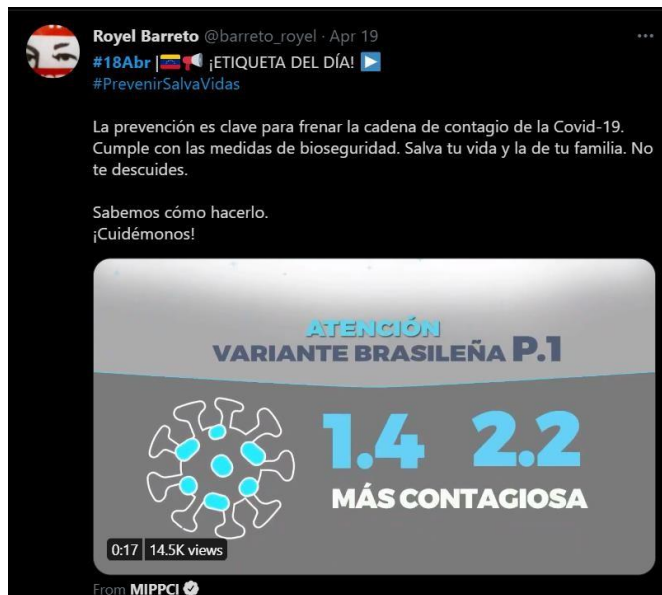 Royel Barreto @barreto_royel · Apr 19
#18Abr | ¡ETIQUETA DEL DÍA!
#PrevenirSalvaVidas
La prevención es clave para frenar la cadena de contagio de la Covid-19.
Cumple con las medidas de bioseguridad. Salva tu vida y la de tu familia. No
te descuides.
Sabemos cómo hacerlo.
¡Cuidémonos!
ATENCIÓN
VARIANTE BRASILEÑA P.1
1.4 2.2
MÁS CONTAGIOSA
0:17 14.5K views
From MIPPCI